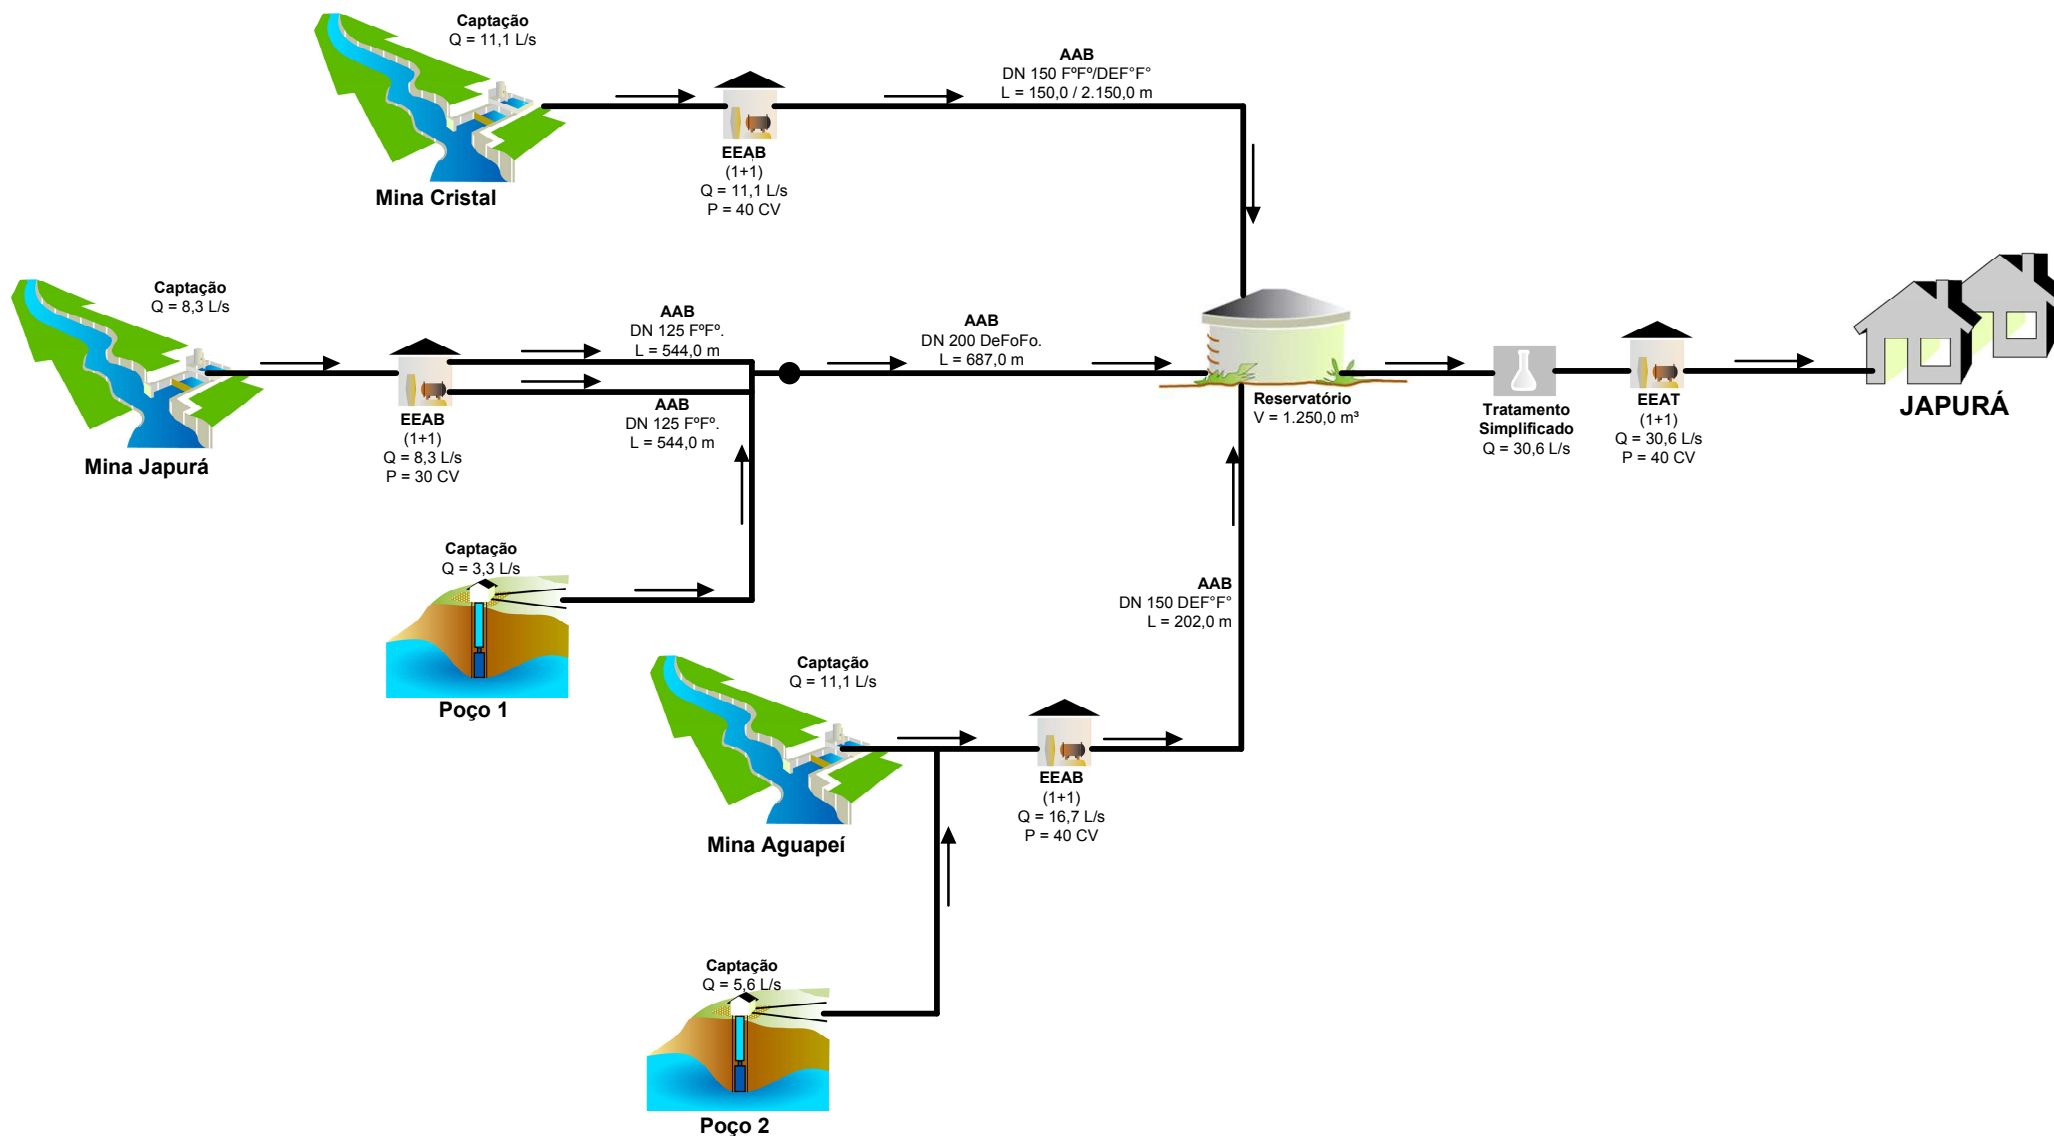 Captação
Q = 11,1 L/s
Mina Cristal
EEAB
(1+1)
Q = 11,1 L/s
P = 40 CV
AAB
DN 150 FºFº/DEF°F°
L = 150,0 / 2.150,0 m
Captação
Q = 8,3 L/s
Mina Japurá
EEAB
(1+1)
Q = 8,3 L/s
P = 30 CV
AAB
DN 125 FºFº.
L = 544,0 m
AAB
DN 125 FºFº.
L = 544,0 m
AAB
DN 200 DeFoFo.
L = 687,0 m
Reservatório
V = 1.250,0 m³
Tratamento
Simplificado
Q = 30,6 L/s
EEAT
(1+1)
Q = 30,6 L/s
P = 40 CV
JAPURÁ
Captação
Q = 3,3 L/s
Poço 1
Captação
Q = 11,1 L/s
Mina Aguapeí
EEAB
(1+1)
Q = 16,7 L/s
P = 40 CV
AAB
DN 150 DEF°F°
L = 202,0 m
Captação
Q = 5,6 L/s
Poço 2